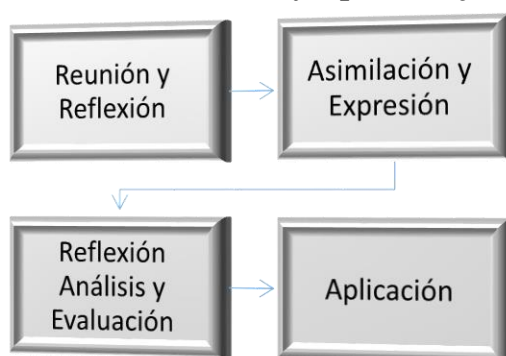 Reunión y
Reflexión
Asimilación y
Expresión
Reflexión
Análisis y
Evaluación
Aplicación